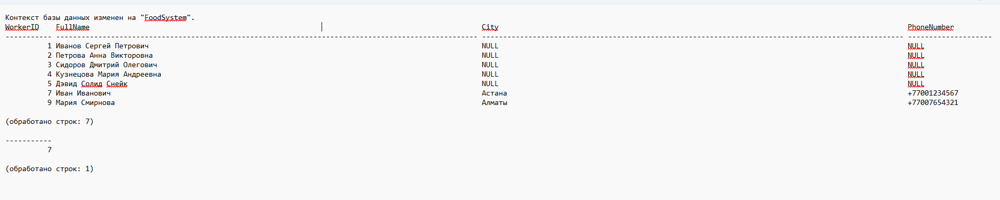 Контекст базы данных изменен на "FoodSystem".
WorkerID FullName City PhoneNumber
----------- ---------------------------------------------------------------------------------------------------- ---------------------------------------------------------------------------------------------------- --------------------
1 Иванов Сергей Петрович NULL NULL
2 Петрова Анна Викторовна NULL NULL
3 Сидоров Дмитрий Олегович NULL NULL
4 Кузнецова Мария Андреевна NULL NULL
5 Дэвид Солид Снейк NULL NULL
7 Иван Иванович Астана +77001234567
9 Мария Смирнова Алматы +77007654321
(обработано строк: 7)
-----------
7
(обработано строк: 1)